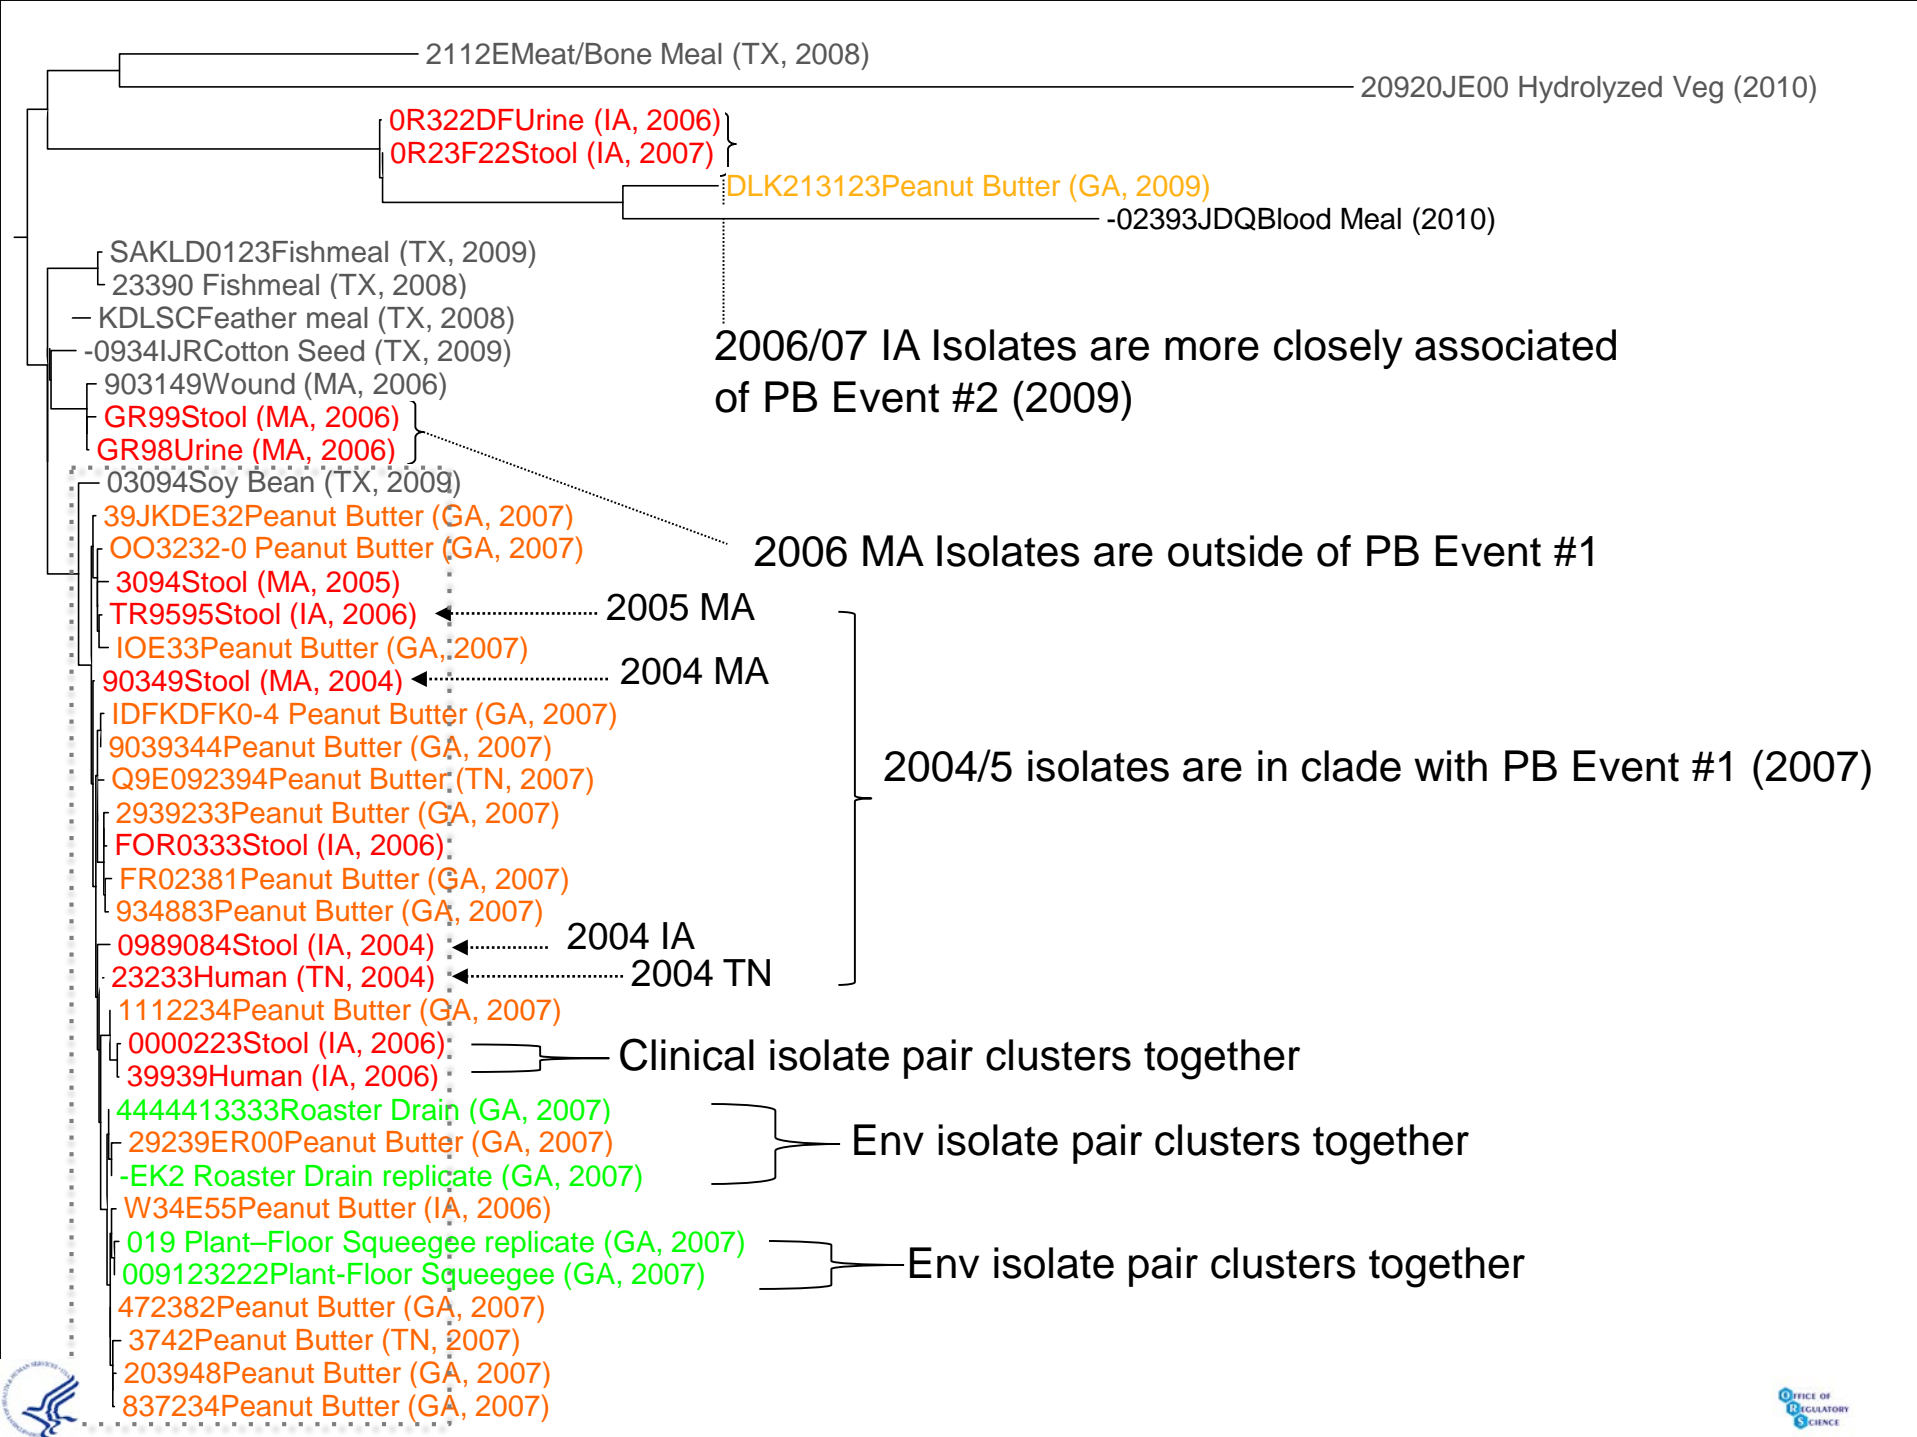 2112EMeat/Bone Meal (TX, 2008)
20920JE00 Hydrolyzed Veg (2010)
0R322DFUrine (IA, 2006)
0R23F22Stool (IA, 2007)
DLK213123Peanut Butter (GA, 2009)
-02393JDQBlood Meal (2010)
SAKLD0123Fishmeal (TX, 2009)
23390 Fishmeal (TX, 2008)
KDLSCFeather meal (TX, 2008)
-0934IJRCotton Seed (TX, 2009)
2006/07 IA Isolates are more closely associated
of PB Event #2 (2009)
903149Wound (MA, 2006)
GR99Stool (MA, 2006)
GR98Urine (MA, 2006)
03094Soy Bean (TX, 2009)
39JKDE32Peanut Butter (GA, 2007)
OO3232-0 Peanut Butter (GA, 2007)
2006 MA Isolates are outside of PB Event #1
3094Stool (MA, 2005)
TR9595Stool (IA, 2006)
2005 MA
IOE33Peanut Butter (GA, 2007)
90349Stool (MA, 2004)
2004 MA
IDFKDFK0-4 Peanut Butter (GA, 2007)
9039344Peanut Butter (GA, 2007)
Q9E092394Peanut Butter (TN, 2007)
2004/5 isolates are in clade with PB Event #1 (2007)
2939233Peanut Butter (GA, 2007)
FOR0333Stool (IA, 2006)
FR02381Peanut Butter (GA, 2007)
934883Peanut Butter (GA, 2007)
0989084Stool (IA, 2004)
2004 IA
23233Human (TN, 2004)
2004 TN
1112234Peanut Butter (GA, 2007)
0000223Stool (IA, 2006)
39939Human (IA, 2006)
Clinical isolate pair clusters together
4444413333Roaster Drain (GA, 2007)
29239ER00Peanut Butter (GA, 2007)
-EK2 Roaster Drain replicate (GA, 2007)
Env isolate pair clusters together
W34E55Peanut Butter (IA, 2006)
019 Plant–Floor Squeegee replicate (GA, 2007)
009123222Plant-Floor Squeegee (GA, 2007)
Env isolate pair clusters together
472382Peanut Butter (GA, 2007)
3742Peanut Butter (TN, 2007)
203948Peanut Butter (GA, 2007)
837234Peanut Butter (GA, 2007)
OFFICE OF
REGULATORY
SCIENCE